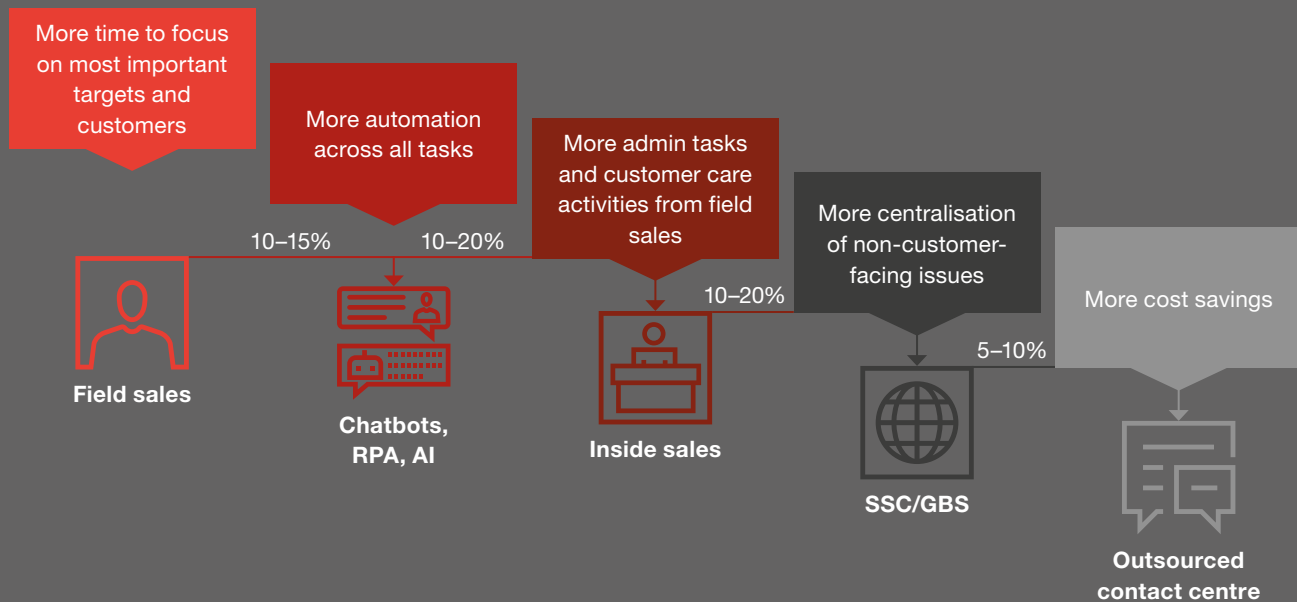 More time to focus
on most important
targets and
customers
More automation
across all tasks
More admin tasks
and customer care
activities from field
sales
More centralisation
of non-customer-
facing issues
More cost savings
10–15%
10–20%
10–20%
5–10%
Field sales
Chatbots,
RPA, AI
Inside sales
SSC/GBS
Outsourced
contact centre